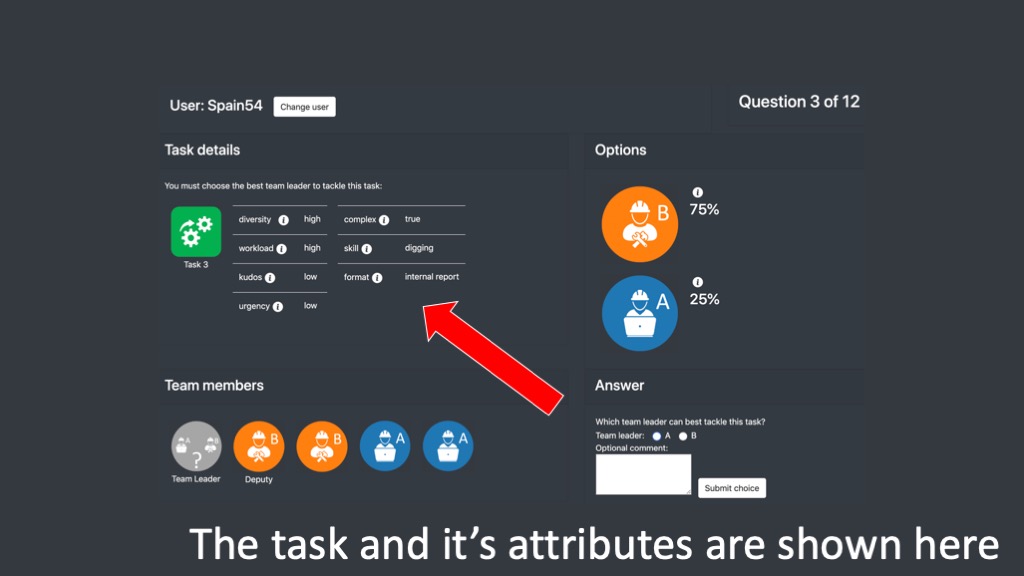 User: Spain54 Change user
Question 3 of 12
Task details
You must choose the best team leader to tackle this task:
Task 3
diversity i high complex i true
workload i high skill i digging
kudos i low format i internal report
urgency i low
Options
B i 75%
A i 25%
Team members
A B ? Team Leader
B Deputy
B
A
A
Answer
Which team leader can best tackle this task?
Team leader: A B
Optional comment:
Submit choice
The task and it’s attributes are shown here